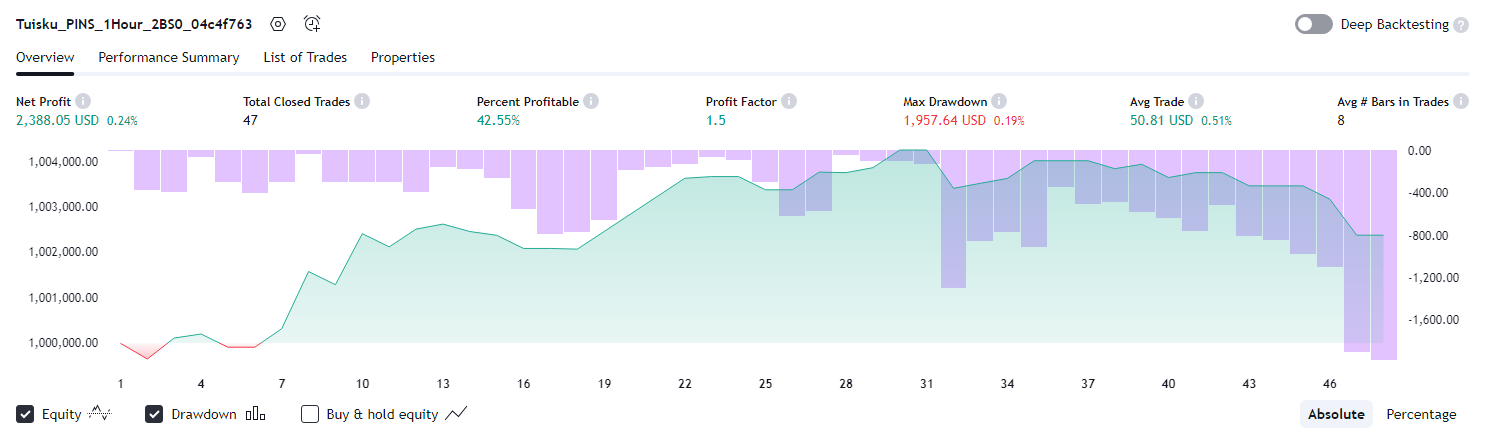 Tuisku_PINS_1Hour_2BS0_04c4f763 Deep Backtesting ?
Overview Performance Summary List of Trades Properties
Net Profit i Total Closed Trades i Percent Profitable i Profit Factor i Max Drawdown i Avg Trade i Avg # Bars in Trades i
2,388.05 USD 0.24% 47 42.55% 1.5 1,957.64 USD 0.19% 50.81 USD 0.51% 8
1,004,000.00 0.00
1,003,000.00 -400.00
1,002,000.00 -800.00
1,001,000.00 -1,200.00
1,000,000.00 -1,600.00
1 4 7 10 13 16 19 22 25 28 31 34 37 40 43 46
Equity Drawdown Buy & hold equity Absolute Percentage